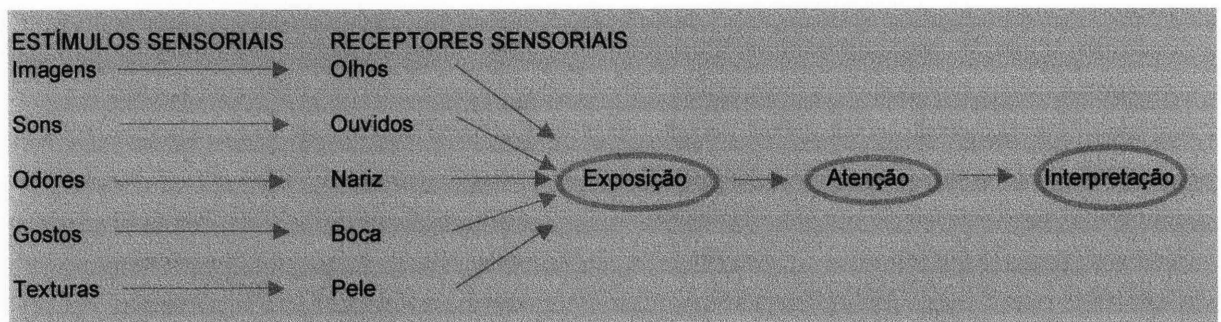 ESTÍMULOS SENSORIAIS RECEPTORES SENSORIAIS
Imagens Olhos
Sons Ouvidos
Odores Nariz Exposição Atenção Interpretação
Gostos Boca
Texturas Pele